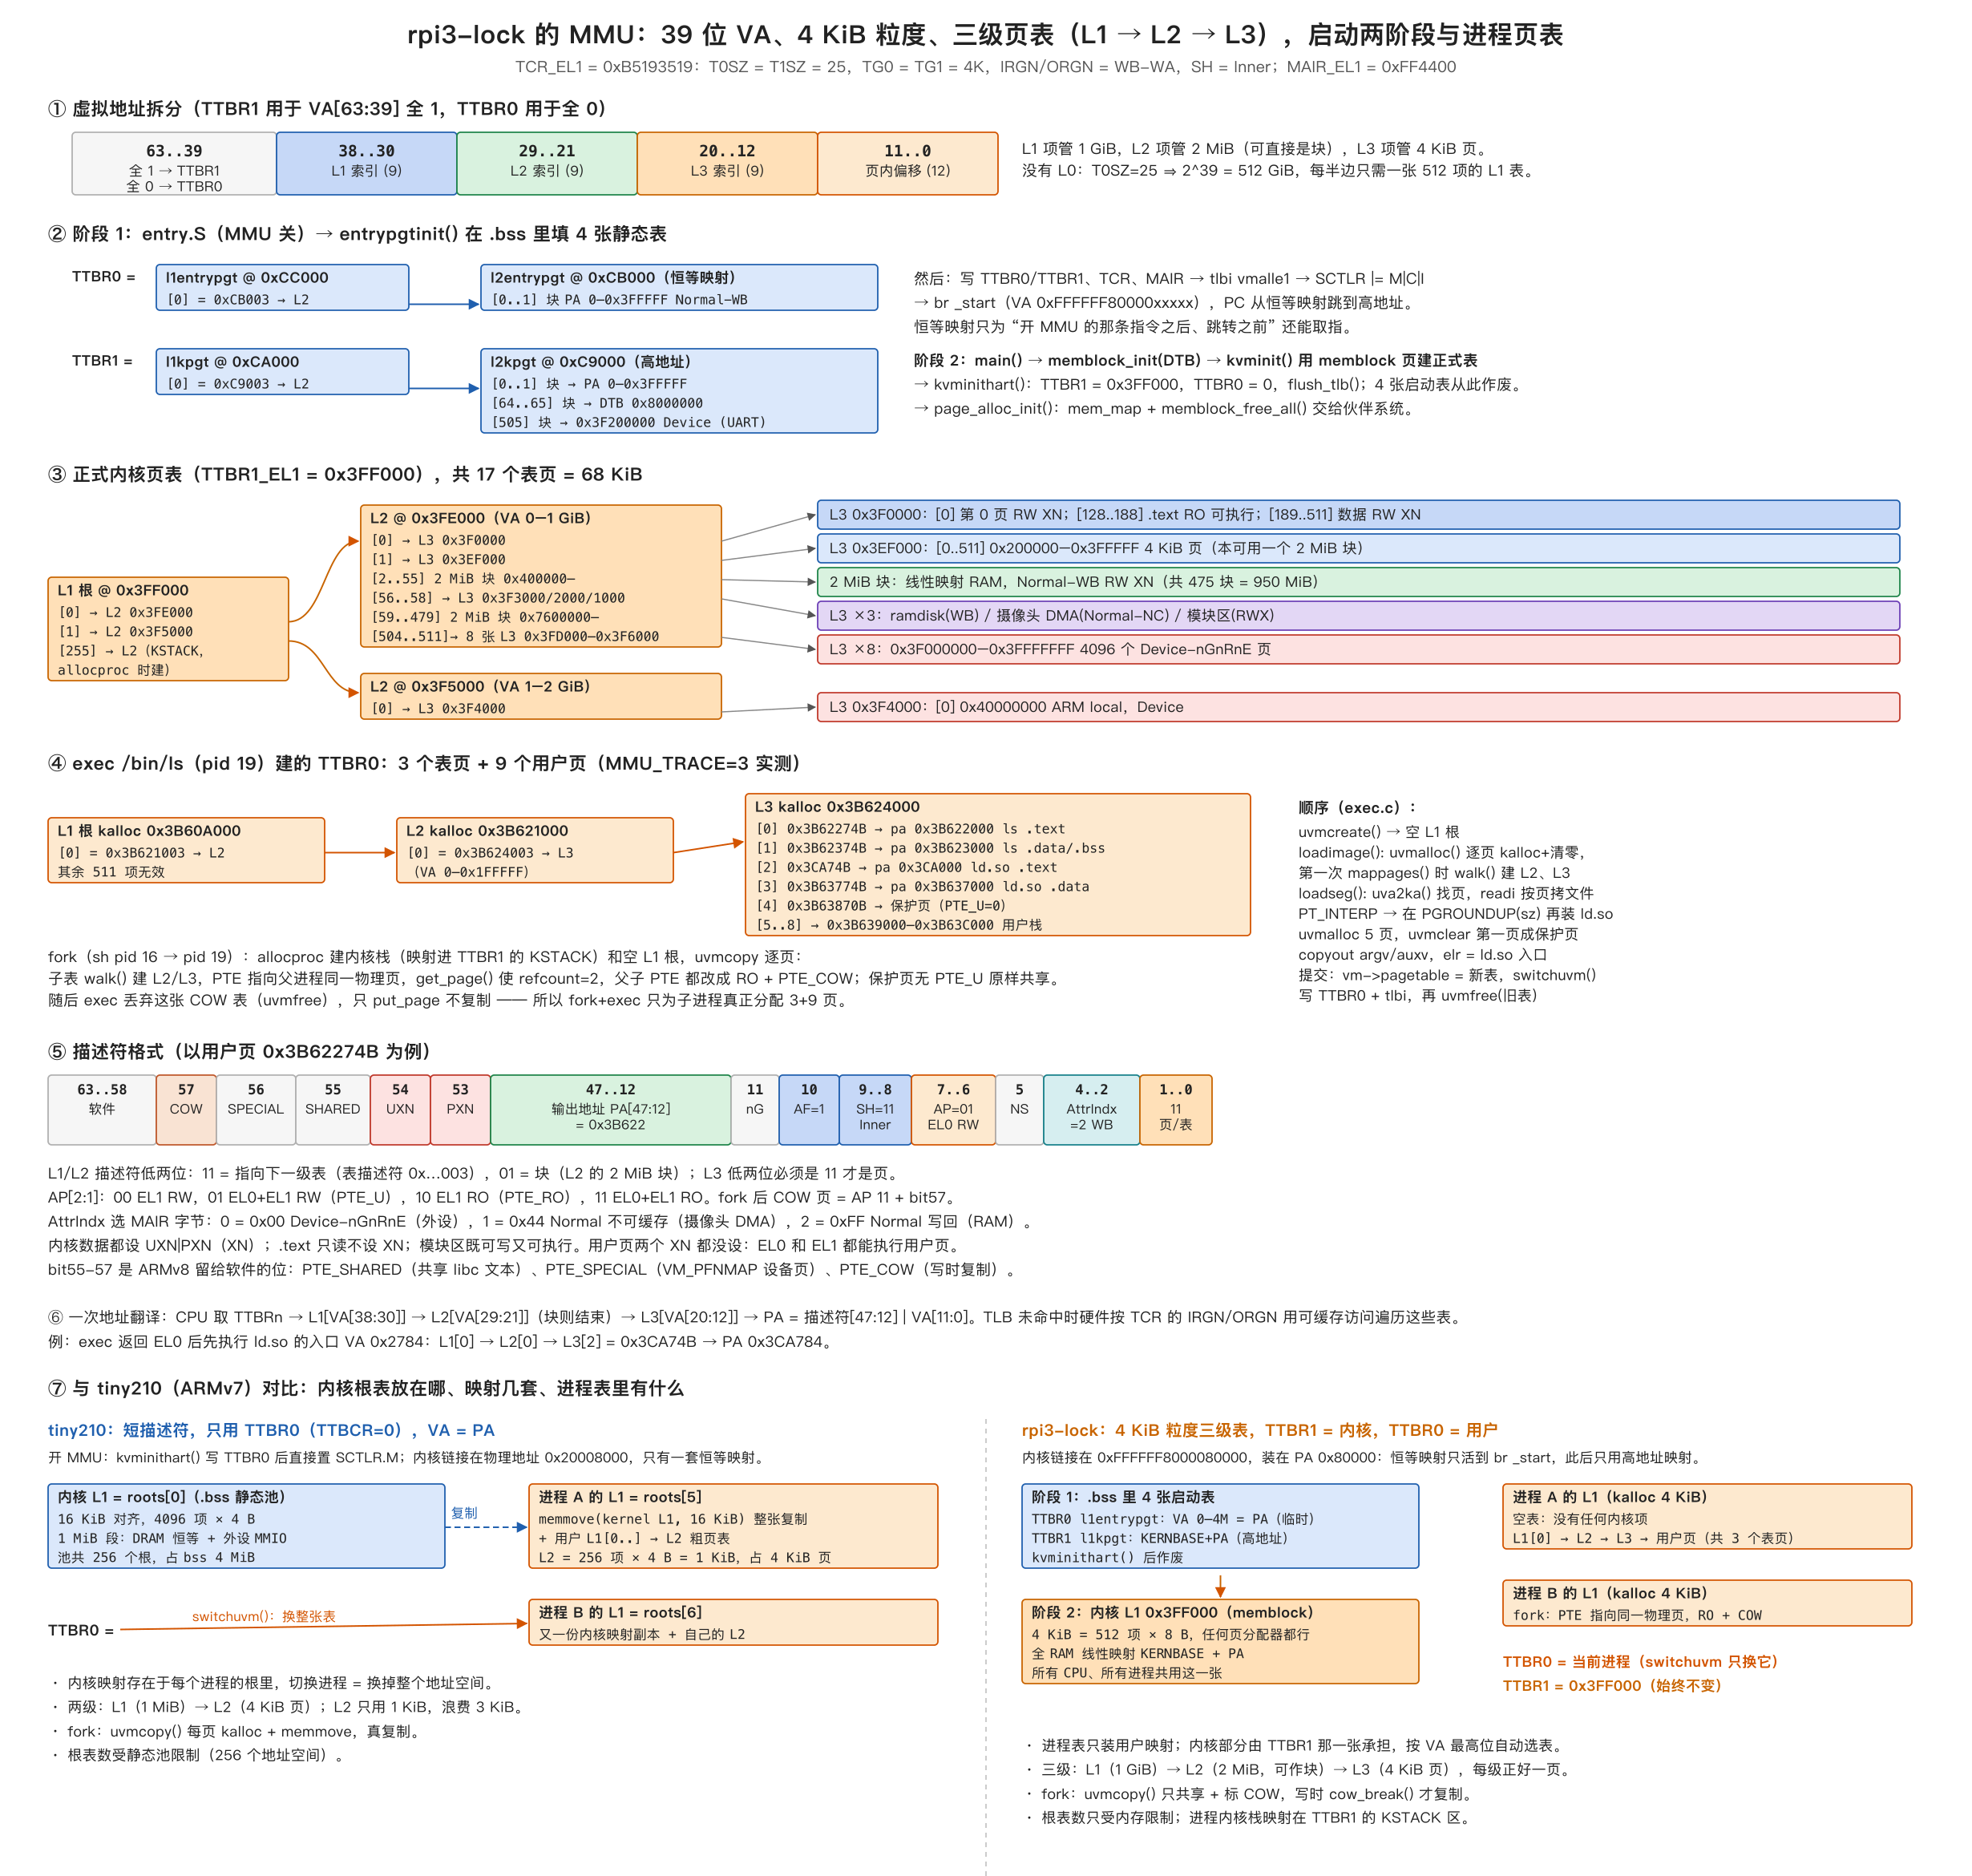 rpi3-lock 的 MMU：39 位 VA、4 KiB 粒度、三级页表（L1 → L2 → L3），启动两阶段与进程页表
TCR_EL1 = 0xB5193519：T0SZ = T1SZ = 25，TG0 = TG1 = 4K，IRGN/ORGN = WB-WA，SH = Inner；MAIR_EL1 = 0xFF4400
① 虚拟地址拆分（TTBR1 用于 VA[63:39] 全 1，TTBR0 用于全 0）
63..39
全 1 → TTBR1
全 0 → TTBR0
38..30
L1 索引 (9)
29..21
L2 索引 (9)
20..12
L3 索引 (9)
11..0
页内偏移 (12)
L1 项管 1 GiB，L2 项管 2 MiB（可直接是块），L3 项管 4 KiB 页。
没有 L0：T0SZ=25 ⇒ 2^39 = 512 GiB，每半边只需一张 512 项的 L1 表。
② 阶段 1：entry.S（MMU 关）→ entrypgtinit() 在 .bss 里填 4 张静态表
TTBR0 =
l1entrypgt @ 0xCC000
[0] = 0xCB003 → L2
l2entrypgt @ 0xCB000（恒等映射）
[0..1] 块 PA 0–0x3FFFFF Normal-WB
TTBR1 =
l1kpgt @ 0xCA000
[0] = 0xC9003 → L2
l2kpgt @ 0xC9000（高地址）
[0..1] 块 → PA 0–0x3FFFFF
[64..65] 块 → DTB 0x8000000
[505] 块 → 0x3F200000 Device (UART)
然后：写 TTBR0/TTBR1、TCR、MAIR → tlbi vmalle1 → SCTLR |= M|C|I
→ br _start（VA 0xFFFFFF80000xxxxx），PC 从恒等映射跳到高地址。
恒等映射只为 “开 MMU 的那条指令之后、跳转之前” 还能取指。
阶段 2：main() → memblock_init(DTB) → kvminit() 用 memblock 页建正式表
→ kvminithart()：TTBR1 = 0x3FF000，TTBR0 = 0，flush_tlb()；4 张启动表从此作废。
→ page_alloc_init()：mem_map + memblock_free_all() 交给伙伴系统。
③ 正式内核页表（TTBR1_EL1 = 0x3FF000），共 17 个表页 = 68 KiB
L1 根 @ 0x3FF000
[0] → L2 0x3FE000
[1] → L2 0x3F5000
[255] → L2（KSTACK，
allocproc 时建）
L2 @ 0x3FE000（VA 0–1 GiB）
[0] → L3 0x3F0000
[1] → L3 0x3EF000
[2..55] 2 MiB 块 0x400000–
[56..58] → L3 0x3F3000/2000/1000
[59..479] 2 MiB 块 0x7600000–
[504..511]→ 8 张 L3 0x3FD000–0x3F6000
L2 @ 0x3F5000（VA 1–2 GiB）
[0] → L3 0x3F4000
L3 0x3F0000：[0] 第 0 页 RW XN；[128..188] .text RO 可执行；[189..511] 数据 RW XN
L3 0x3EF000：[0..511] 0x200000–0x3FFFFF 4 KiB 页（本可用一个 2 MiB 块）
2 MiB 块：线性映射 RAM，Normal-WB RW XN（共 475 块 = 950 MiB）
L3 ×3：ramdisk(WB) / 摄像头 DMA(Normal-NC) / 模块区(RWX)
L3 ×8：0x3F000000–0x3FFFFFFF 4096 个 Device-nGnRnE 页
L3 0x3F4000：[0] 0x40000000 ARM local，Device
④ exec /bin/ls（pid 19）建的 TTBR0：3 个表页 + 9 个用户页（MMU_TRACE=3 实测）
L1 根 kalloc 0x3B60A000
[0] = 0x3B621003 → L2
其余 511 项无效
L2 kalloc 0x3B621000
[0] = 0x3B624003 → L3
（VA 0–0x1FFFFF）
L3 kalloc 0x3B624000
[0] 0x3B62274B → pa 0x3B622000 ls .text
[1] 0x3B62374B → pa 0x3B623000 ls .data/.bss
[2] 0x3CA74B → pa 0x3CA000 ld.so .text
[3] 0x3B63774B → pa 0x3B637000 ld.so .data
[4] 0x3B63870B → 保护页（PTE_U=0）
[5..8] → 0x3B639000–0x3B63C000 用户栈
顺序（exec.c）：
uvmcreate() → 空 L1 根
loadimage(): uvmalloc() 逐页 kalloc+清零，
第一次 mappages() 时 walk() 建 L2、L3
loadseg(): uva2ka() 找页，readi 按页拷文件
PT_INTERP → 在 PGROUNDUP(sz) 再装 ld.so
uvmalloc 5 页，uvmclear 第一页成保护页
copyout argv/auxv，elr = ld.so 入口
提交：vm->pagetable = 新表，switchuvm()
写 TTBR0 + tlbi，再 uvmfree(旧表)
fork（sh pid 16 → pid 19）：allocproc 建内核栈（映射进 TTBR1 的 KSTACK）和空 L1 根，uvmcopy 逐页：
子表 walk() 建 L2/L3，PTE 指向父进程同一物理页，get_page() 使 refcount=2，父子 PTE 都改成 RO + PTE_COW；保护页无 PTE_U 原样共享。
随后 exec 丢弃这张 COW 表（uvmfree），只 put_page 不复制 —— 所以 fork+exec 只为子进程真正分配 3+9 页。
⑤ 描述符格式（以用户页 0x3B62274B 为例）
63..58
软件
57
COW
56
SPECIAL
55
SHARED
54
UXN
53
PXN
47..12
输出地址 PA[47:12]
= 0x3B622
11
nG
10
AF=1
9..8
SH=11
Inner
7..6
AP=01
EL0 RW
5
NS
4..2
AttrIndx
=2 WB
1..0
11
页/表
L1/L2 描述符低两位：11 = 指向下一级表（表描述符 0x…003），01 = 块（L2 的 2 MiB 块）；L3 低两位必须是 11 才是页。
AP[2:1]：00 EL1 RW，01 EL0+EL1 RW（PTE_U），10 EL1 RO（PTE_RO），11 EL0+EL1 RO。fork 后 COW 页 = AP 11 + bit57。
AttrIndx 选 MAIR 字节：0 = 0x00 Device-nGnRnE（外设），1 = 0x44 Normal 不可缓存（摄像头 DMA），2 = 0xFF Normal 写回（RAM）。
内核数据都设 UXN|PXN（XN）；.text 只读不设 XN；模块区既可写又可执行。用户页两个 XN 都没设：EL0 和 EL1 都能执行用户页。
bit55-57 是 ARMv8 留给软件的位：PTE_SHARED（共享 libc 文本）、PTE_SPECIAL（VM_PFNMAP 设备页）、PTE_COW（写时复制）。
⑥ 一次地址翻译：CPU 取 TTBRn → L1[VA[38:30]] → L2[VA[29:21]]（块则结束）→ L3[VA[20:12]] → PA = 描述符[47:12] | VA[11:0]。TLB 未命中时硬件按 TCR 的 IRGN/ORGN 用可缓存访问遍历这些表。
例：exec 返回 EL0 后先执行 ld.so 的入口 VA 0x2784：L1[0] → L2[0] → L3[2] = 0x3CA74B → PA 0x3CA784。
⑦ 与 tiny210（ARMv7）对比：内核根表放在哪、映射几套、进程表里有什么
tiny210：短描述符，只用 TTBR0（TTBCR=0），VA = PA
开 MMU：kvminithart() 写 TTBR0 后直接置 SCTLR.M；内核链接在物理地址 0x20008000，只有一套恒等映射。
内核 L1 = roots[0]（.bss 静态池）
16 KiB 对齐，4096 项 × 4 B
1 MiB 段：DRAM 恒等 + 外设 MMIO
池共 256 个根，占 bss 4 MiB
复制
进程 A 的 L1 = roots[5]
memmove(kernel L1, 16 KiB) 整张复制
+ 用户 L1[0..] → L2 粗页表
L2 = 256 项 × 4 B = 1 KiB，占 4 KiB 页
TTBR0 =
switchuvm()：换整张表
进程 B 的 L1 = roots[6]
又一份内核映射副本 + 自己的 L2
· 内核映射存在于每个进程的根里，切换进程 = 换掉整个地址空间。
· 两级：L1（1 MiB）→ L2（4 KiB 页）；L2 只用 1 KiB，浪费 3 KiB。
· fork：uvmcopy() 每页 kalloc + memmove，真复制。
· 根表数受静态池限制（256 个地址空间）。
rpi3-lock：4 KiB 粒度三级表，TTBR1 = 内核，TTBR0 = 用户
内核链接在 0xFFFFFF8000080000，装在 PA 0x80000：恒等映射只活到 br _start，此后只用高地址映射。
阶段 1：.bss 里 4 张启动表
TTBR0 l1entrypgt：VA 0–4M = PA（临时）
TTBR1 l1kpgt：KERNBASE+PA（高地址）
kvminithart() 后作废
阶段 2：内核 L1 0x3FF000（memblock）
4 KiB = 512 项 × 8 B，任何页分配器都行
全 RAM 线性映射 KERNBASE + PA
所有 CPU、所有进程共用这一张
进程 A 的 L1（kalloc 4 KiB）
空表：没有任何内核项
L1[0] → L2 → L3 → 用户页（共 3 个表页）
进程 B 的 L1（kalloc 4 KiB）
fork：PTE 指向同一物理页，RO + COW
TTBR0 = 当前进程（switchuvm 只换它）
TTBR1 = 0x3FF000（始终不变）
· 进程表只装用户映射；内核部分由 TTBR1 那一张承担，按 VA 最高位自动选表。
· 三级：L1（1 GiB）→ L2（2 MiB，可作块）→ L3（4 KiB 页），每级正好一页。
· fork：uvmcopy() 只共享 + 标 COW，写时 cow_break() 才复制。
· 根表数只受内存限制；进程内核栈映射在 TTBR1 的 KSTACK 区。